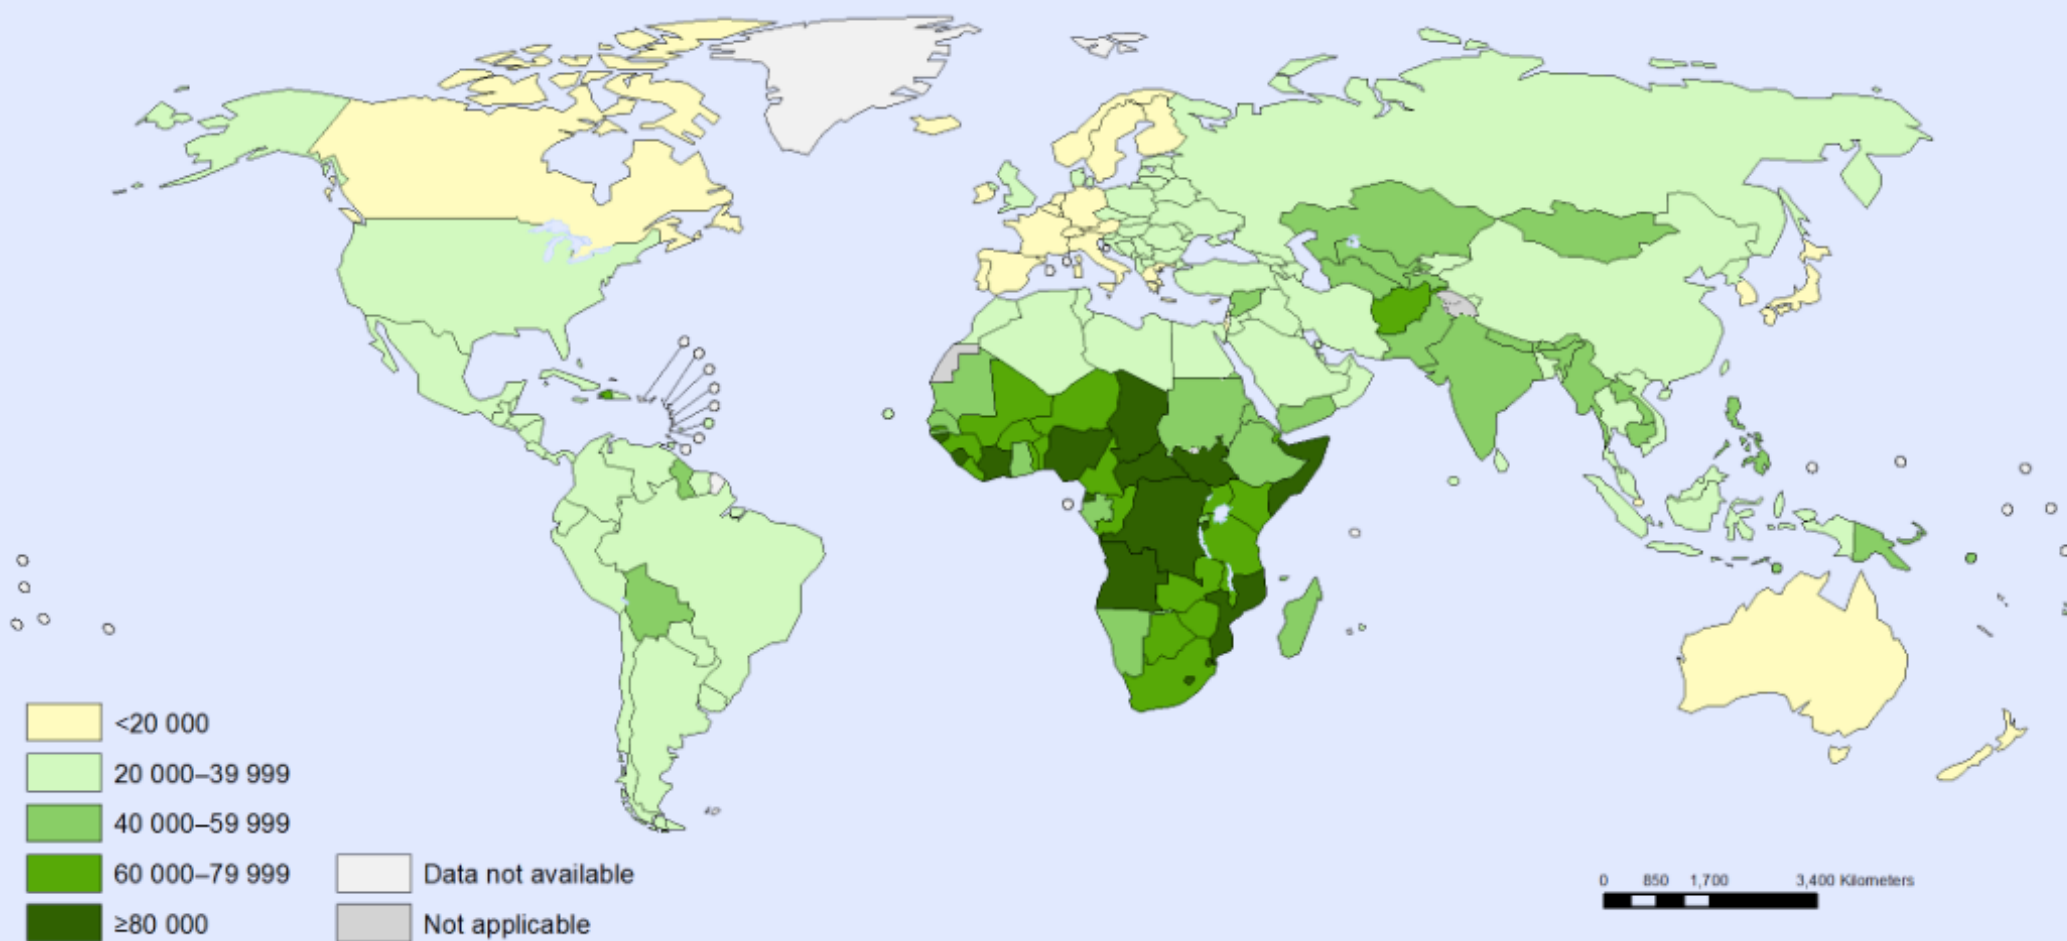 <20 000
20 000–39 999
40 000–59 999
60 000–79 999
≥80 000
Data not available
Not applicable
0 850 1,700 3,400 Kilometers